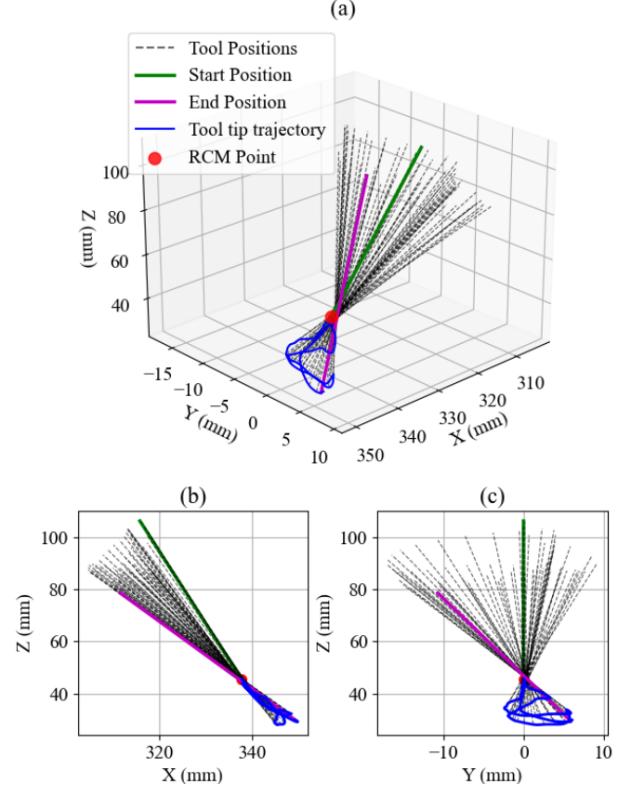 (a)
Tool Positions
Start Position
End Position
Tool tip trajectory
RCM Point
100
80
60
40
Z (mm)
−15
−10
−5
0
5
10
Y (mm)
350
340
330
320
310
X (mm)
(b)
100
80
60
40
Z (mm)
320
340
X (mm)
(c)
100
80
60
40
Z (mm)
−10
0
10
Y (mm)